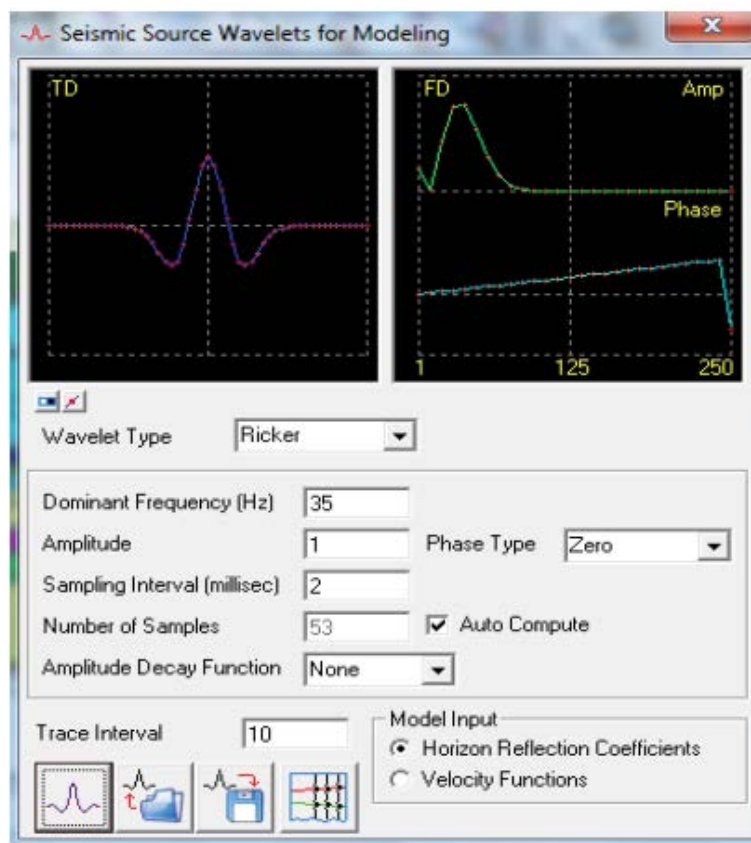 Seismic Source Wavelets for Modeling
TD
FD
Amp
Phase
1 125 250
Wavelet Type Ricker
Dominant Frequency (Hz) 35
Amplitude 1 Phase Type Zero
Sampling Interval (millisec) 2
Number of Samples 53 Auto Compute
Amplitude Decay Function None
Trace Interval 10
Model Input
Horizon Reflection Coefficients
Velocity Functions